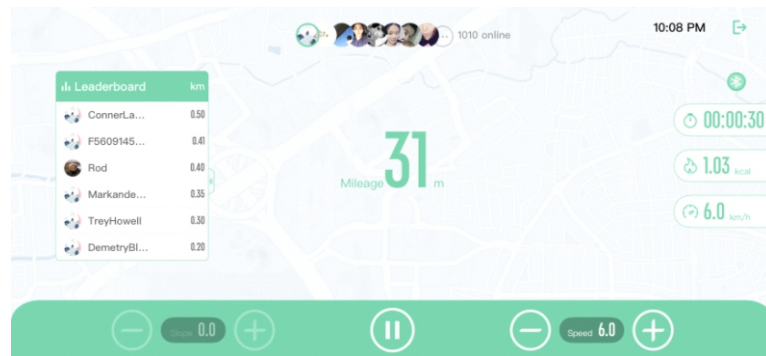 10:08 PM
1010 online
Leaderboard km
ConnerLa... 0.50
F5609145... 0.41
Rod 0.40
Markande... 0.35
TreyHowell 0.30
DemetryBl... 0.20
Mileage 31 m
00:00:30
1.03 kcal
6.0 km/h
0.0
Speed 6.0